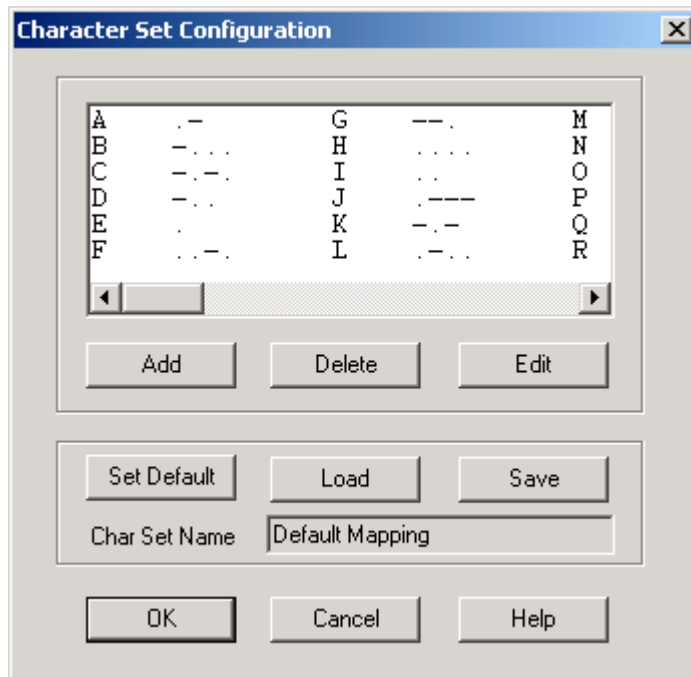 Character Set Configuration
A .- G --. M
B -... H .... N
C -.-. I .. O
D -.. J .--- P
E . K -.- Q
F ..-. L .-.. R
Add Delete Edit
Set Default Load Save
Char Set Name Default Mapping
OK Cancel Help